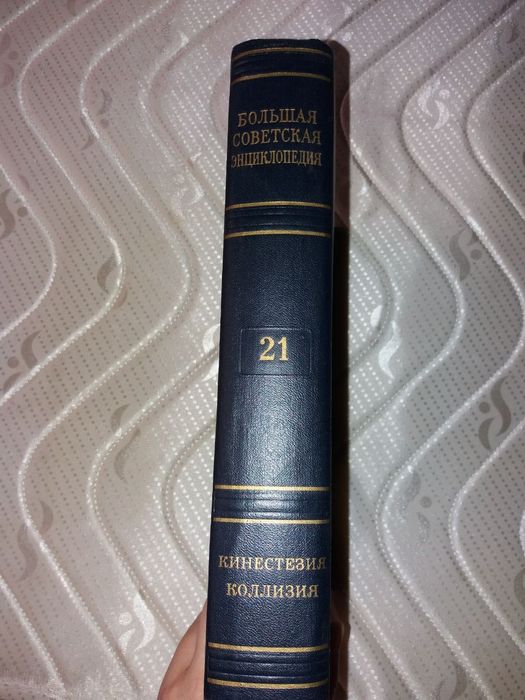 БОЛЬШАЯ
СОВЕТСКАЯ
ЭНЦИКЛОПЕДИЯ
21
КИНЕСТЕЗИЯ
КОЛЛИЗИЯ